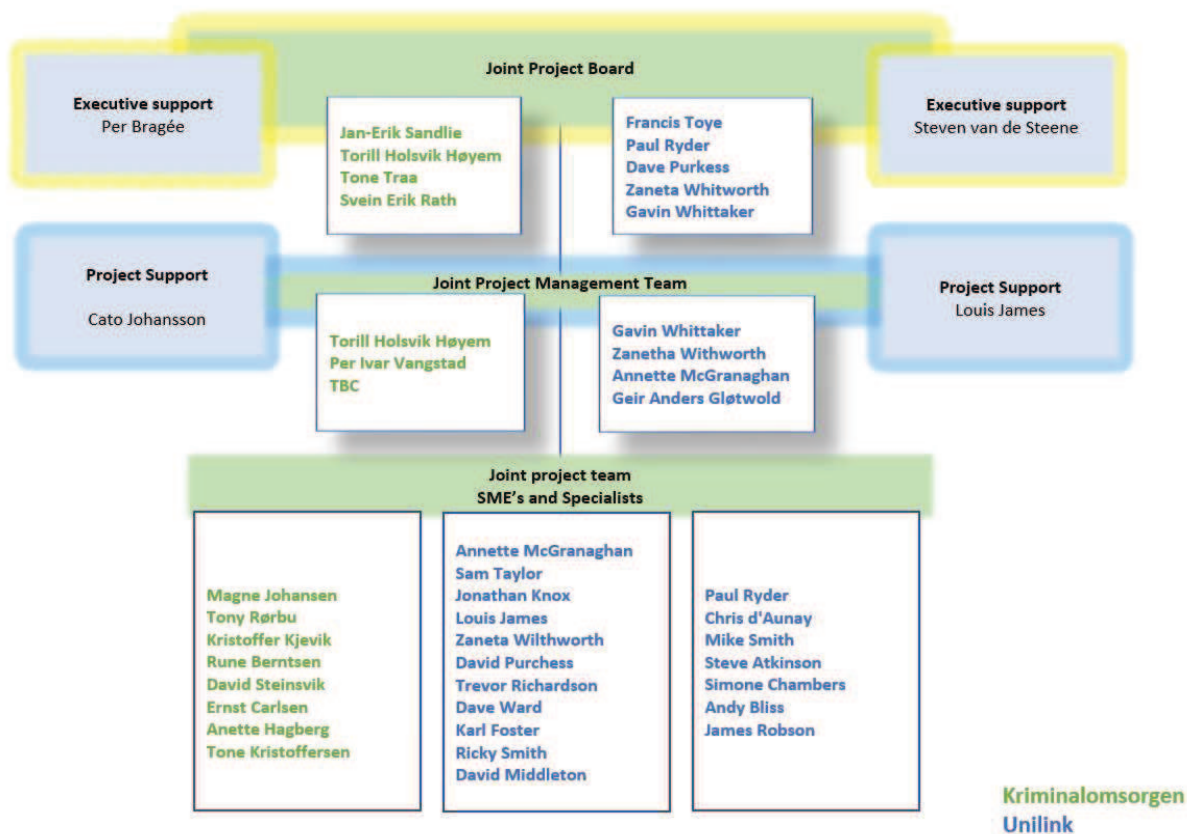 Joint Project Board
Executive support
Per Bragée
Executive support
Steven van de Steene
Jan-Erik Sandlie
Torill Holsvik Høyem
Tone Traa
Svein Erik Rath
Francis Toye
Paul Ryder
Dave Purkess
Zaneta Whitworth
Gavin Whittaker
Project Support
Cato Johansson
Joint Project Management Team
Project Support
Louis James
Torill Holsvik Høyem
Per Ivar Vangstad
TBC
Gavin Whittaker
Zanetha Withworth
Annette McGranaghan
Geir Anders Gløtwold
Joint project team
SME's and Specialists
Magne Johansen
Tony Rørbu
Kristoffer Kjevik
Rune Berntsen
David Steinsvik
Ernst Carlsen
Anette Hagberg
Tone Kristoffersen
Annette McGranaghan
Sam Taylor
Jonathan Knox
Louis James
Zaneta Wilthworth
David Purchess
Trevor Richardson
Dave Ward
Karl Foster
Ricky Smith
David Middleton
Paul Ryder
Chris d'Aunay
Mike Smith
Steve Atkinson
Simone Chambers
Andy Bliss
James Robson
Kriminalomsorgen
Unilink